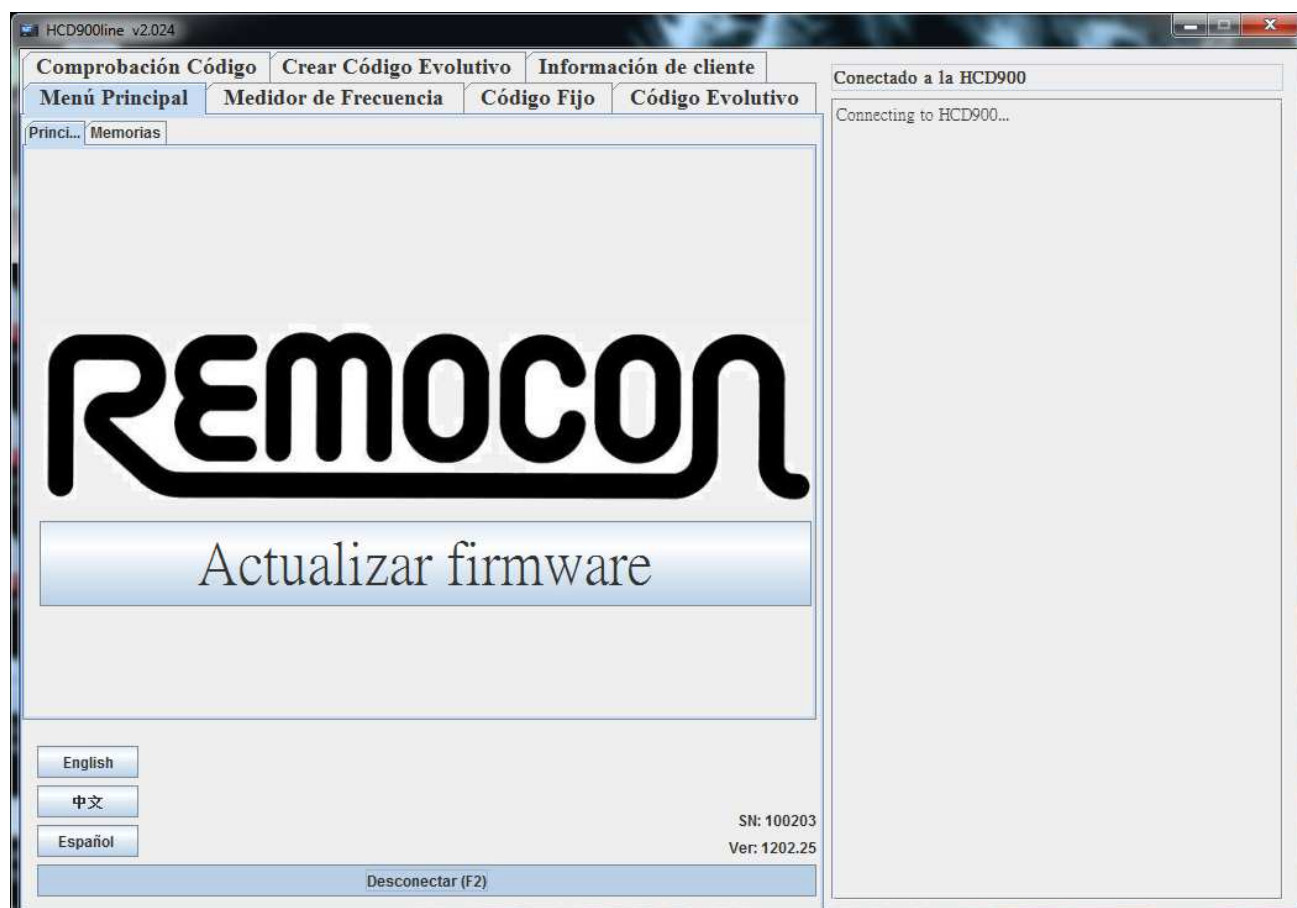 HCD900line v2.024
Comprobación Código Crear Código Evolutivo Información de cliente
Menú Principal Medidor de Frecuencia Código Fijo Código Evolutivo
Princi... Memorias
REMOCON
Actualizar firmware
English
中文
Español
SN: 100203
Ver: 1202.25
Desconectar (F2)
Conectado a la HCD900
Connecting to HCD900...